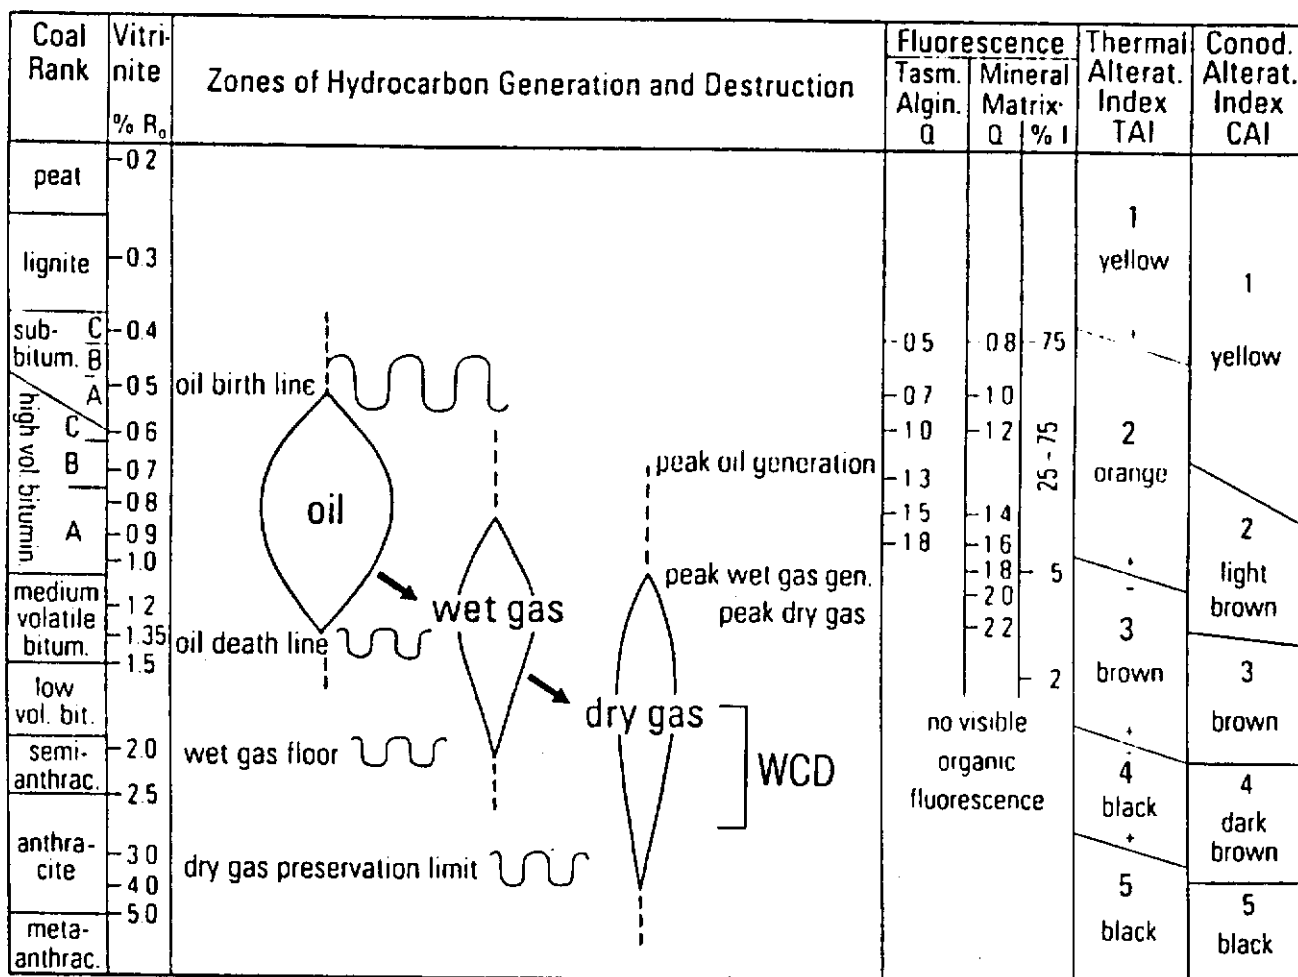 Coal
Rank
Vitri-
nite
% Ro
Zones of Hydrocarbon Generation and Destruction
Fluorescence
Tasm.
Algin.
Q
Mineral
Matrix
Q
% I
Thermal
Alterat.
Index
TAI
Conod.
Alterat.
Index
CAI
peat
lignite
sub-
bitum.
C
B
A
high vol. bitumin.
C
B
A
medium
volatile
bitum.
low
vol. bit.
semi-
anthrac.
anthra-
cite
meta-
anthrac.
0.2
0.3
0.4
0.5
0.6
0.7
0.8
0.9
1.0
1.2
1.35
1.5
2.0
2.5
3.0
4.0
5.0
oil birth line
oil
wet gas
oil death line
dry gas
wet gas floor
WCD
dry gas preservation limit
peak oil generation
peak wet gas gen.
peak dry gas
0.5
0.7
1.0
1.3
1.5
1.8
0.8
1.0
1.2
1.4
1.6
1.8
2.0
2.2
75
25 - 75
5
2
no visible
organic
fluorescence
1
yellow
+
-
2
orange
+
-
3
brown
+
-
4
black
+
5
black
1
yellow
2
light
brown
3
brown
4
dark
brown
5
black